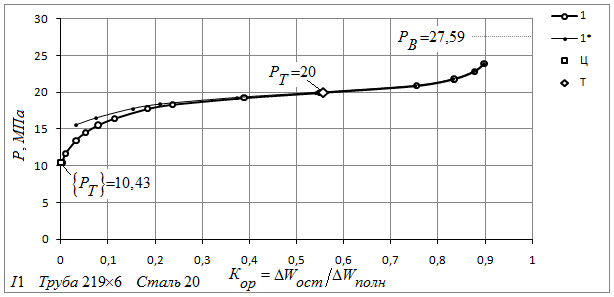 30
25
20
15
10
5
0
P, МПа
P_B=27,59
P_T=20
{P_T}=10,43
0 0,1 0,2 0,3 0,4 0,5 0,6 0,7 0,8 0,9 1
I1 Труба 219×6 Сталь 20 K_ор = ΔW_ост/ΔW_полн
1
1*
Ц
Т